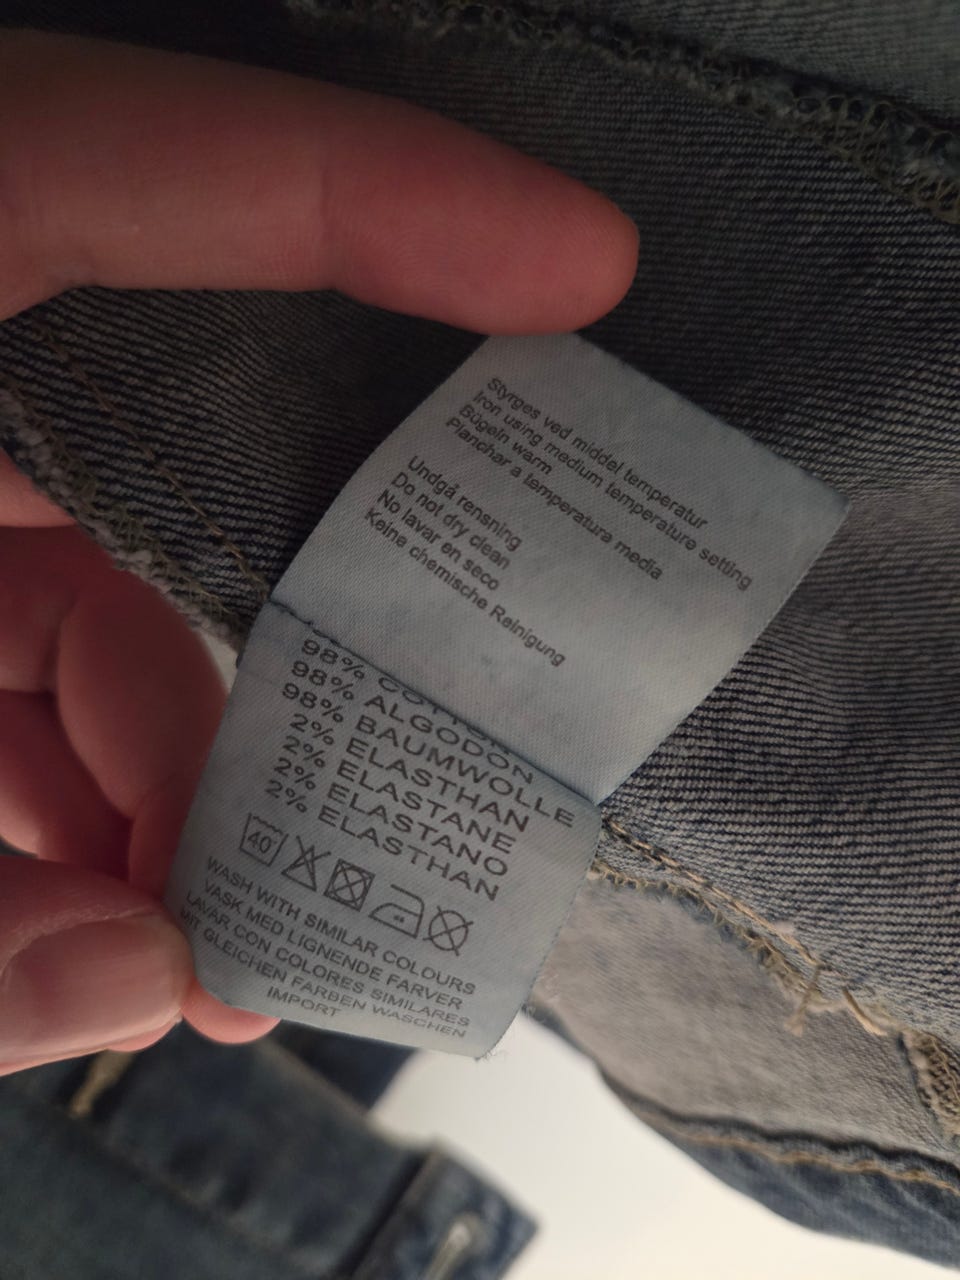 Styrges ved middel temperatur
Iron using medium temperature setting
Bügeln warm
Planchar a temperatura media
Undgå rensning
Do not dry clean
No lavar en seco
Keine chemische Reinigung
98%
98% ALGODON
98% BAUMWOLLE
2% ELASTHAN
2% ELASTANE
2% ELASTANO
2% ELASTHAN
40°
WASH WITH SIMILAR COLOURS
VASK MED LIGNENDE FARVER
LAVAR CON COLORES SIMILARES
MIT GLEICHEN FARBEN WASCHEN
IMPORT